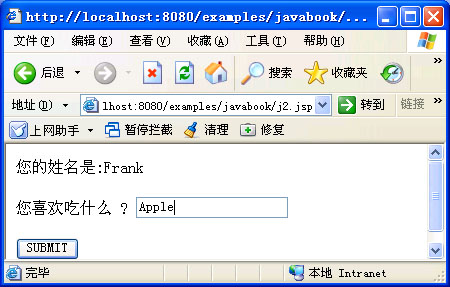 http://localhost:8080/examples/javabook/...
文件(F) 编辑(E) 查看(V) 收藏(A) 工具(T) 帮助(H)
后退 搜索 收藏夹
地址(D) lhost:8080/examples/javabook/j2.jsp 转到 链接
上网助手 暂停拦截 清理 修复
您的姓名是:Frank
您喜欢吃什么 ? Apple
SUBMIT
完毕 本地 Intranet